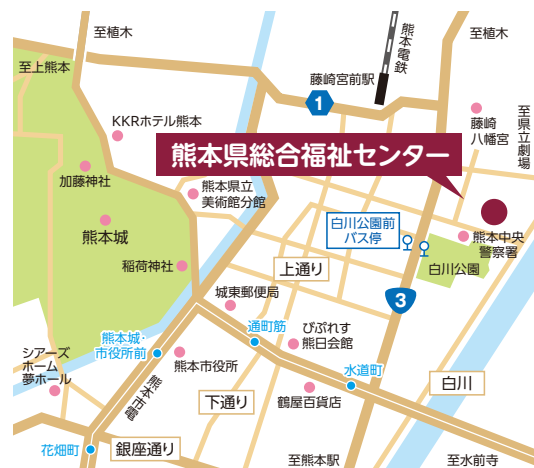 至植木
熊本電鉄
至植木
至上熊本
藤崎宮前駅
1
KKRホテル熊本
藤崎
八幡宮
至県立劇場
熊本県総合福祉センター
加藤神社
熊本県立
美術館分館
熊本城
白川公園前
バス停
熊本中央
警察署
稲荷神社
上通り
白川公園
城東郵便局
3
熊本城・
市役所前
通町筋
びぷれす
熊日会館
シアーズ
ホーム
夢ホール
熊本市役所
水道町
白川
熊本市電
下通り
鶴屋百貨店
花畑町
銀座通り
至熊本駅
至水前寺